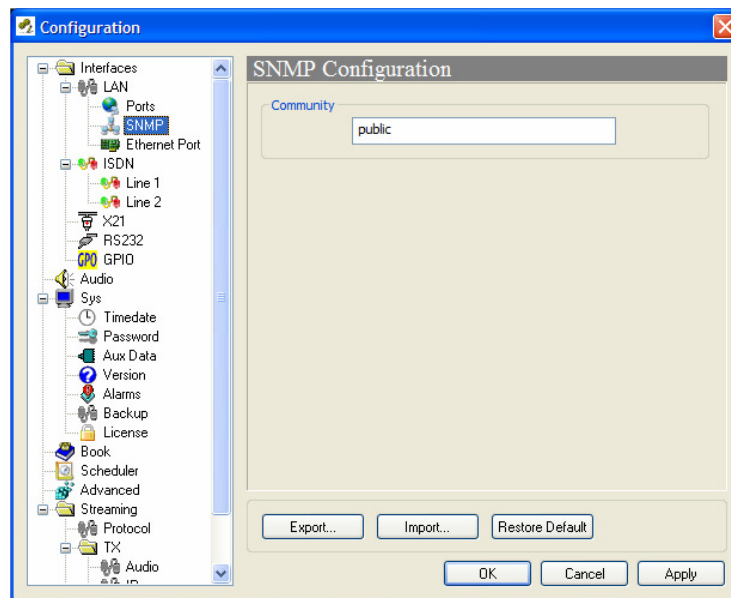 Configuration
Interfaces
LAN
Ports
SNMP
Ethernet Port
ISDN
Line 1
Line 2
X21
RS232
GPO GPIO
Audio
Sys
Timedate
Password
Aux Data
Version
Alarms
Backup
License
Book
Scheduler
Advanced
Streaming
Protocol
TX
Audio
SNMP Configuration
Community
public
Export...
Import...
Restore Default
OK
Cancel
Apply